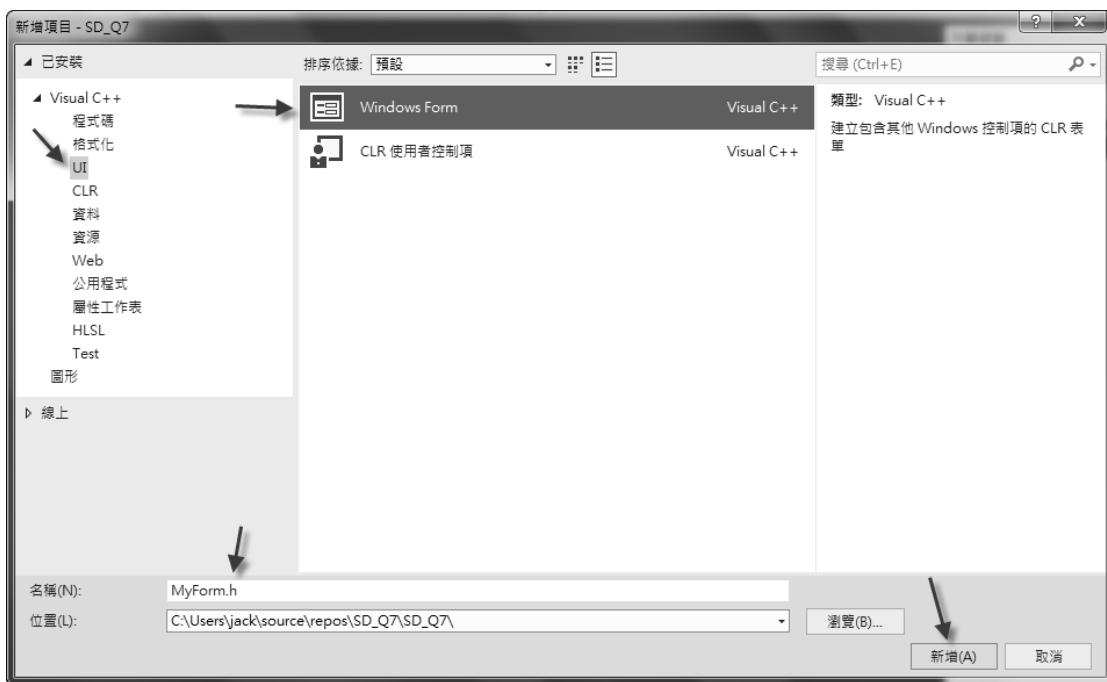 新增項目 - SD_Q7
已安裝
Visual C++
程式碼
格式化
UI
CLR
資料
資源
Web
公用程式
屬性工作表
HLSL
Test
圖形
線上
排序依據: 預設
Windows Form Visual C++
CLR 使用者控制項 Visual C++
搜尋 (Ctrl+E)
類型: Visual C++
建立包含其他 Windows 控制項的 CLR 表
單
名稱(N): MyForm.h
位置(L): C:\Users\jack\source\repos\SD_Q7\SD_Q7\
瀏覽(B)...
新增(A) 取消